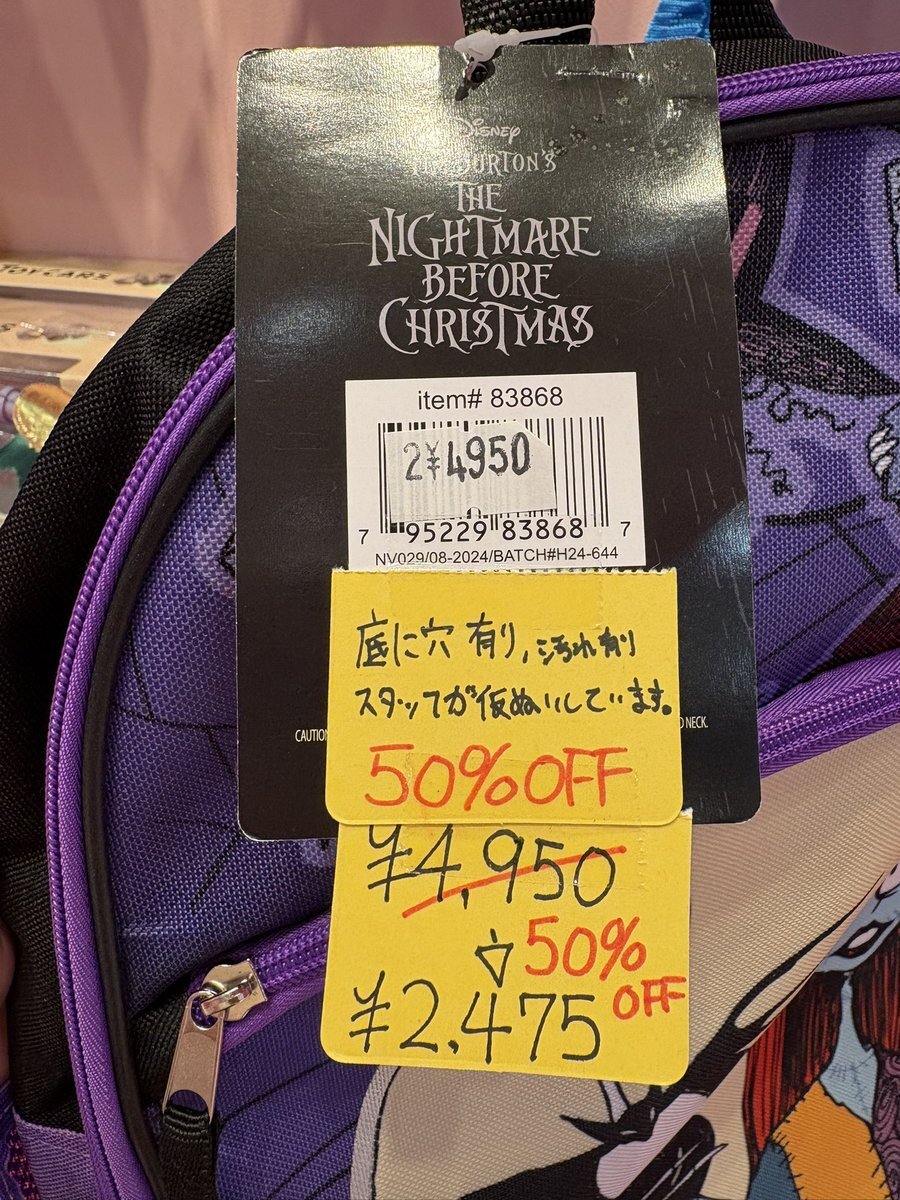 Disney
TIM BURTON'S
THE
NIGHTMARE
BEFORE
CHRISTMAS
item# 83868
2¥4950
7 95229 83868 7
NV029/08-2024/BATCH#H24-644
底に穴有り,汚れ有り
スタッフが仮ぬいしています。
50%OFF
CAUTION
NECK.
¥4,950
50%
OFF
¥2,475
TOY CARS